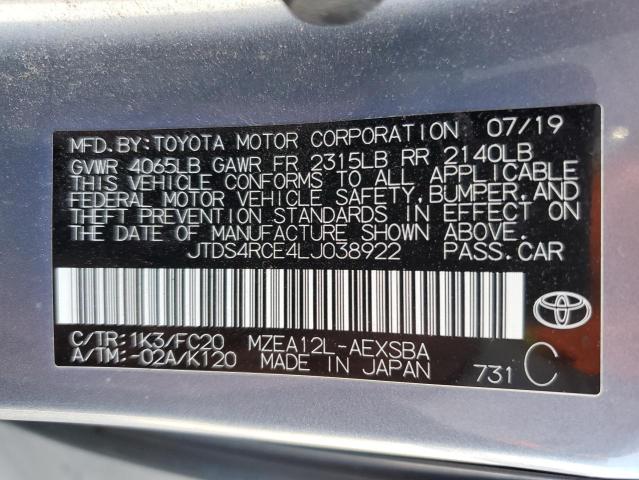 MFD.BY:TOYOTA MOTOR CORPORATION 07/19
GVWR 4065LB GAWR FR 2315LB RR 2140LB
THIS VEHICLE CONFORMS TO ALL APPLICABLE
FEDERAL MOTOR VEHICLE SAFETY, BUMPER, AND
THEFT PREVENTION STANDARDS IN EFFECT ON
THE DATE OF MANUFACTURE SHOWN ABOVE.
JTDS4RCE4LJ038922 PASS.CAR
C/TR:1K3/FC20 MZEA12L-AEXSBA
A/TM:-02A/K120 MADE IN JAPAN 731 C